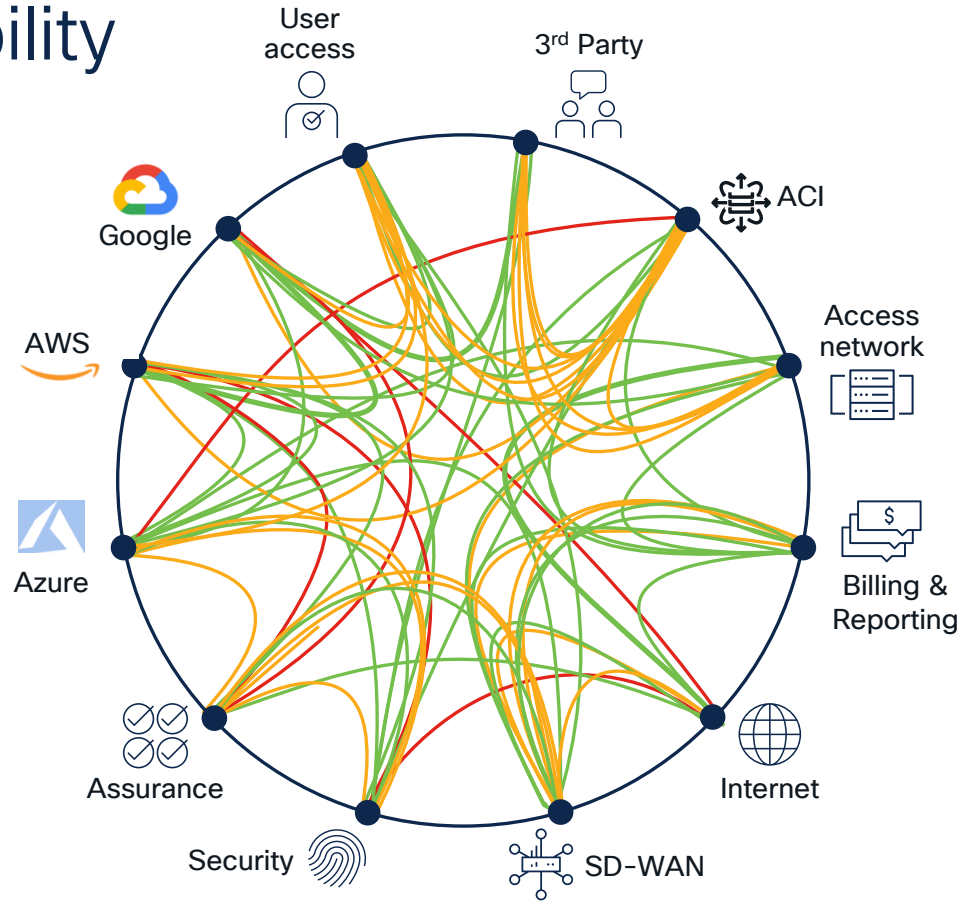 bility
User
access
3rd Party
ACI
Google
Access
network
AWS
$
Azure
Billing &
Reporting
Assurance
Internet
Security
SD-WAN